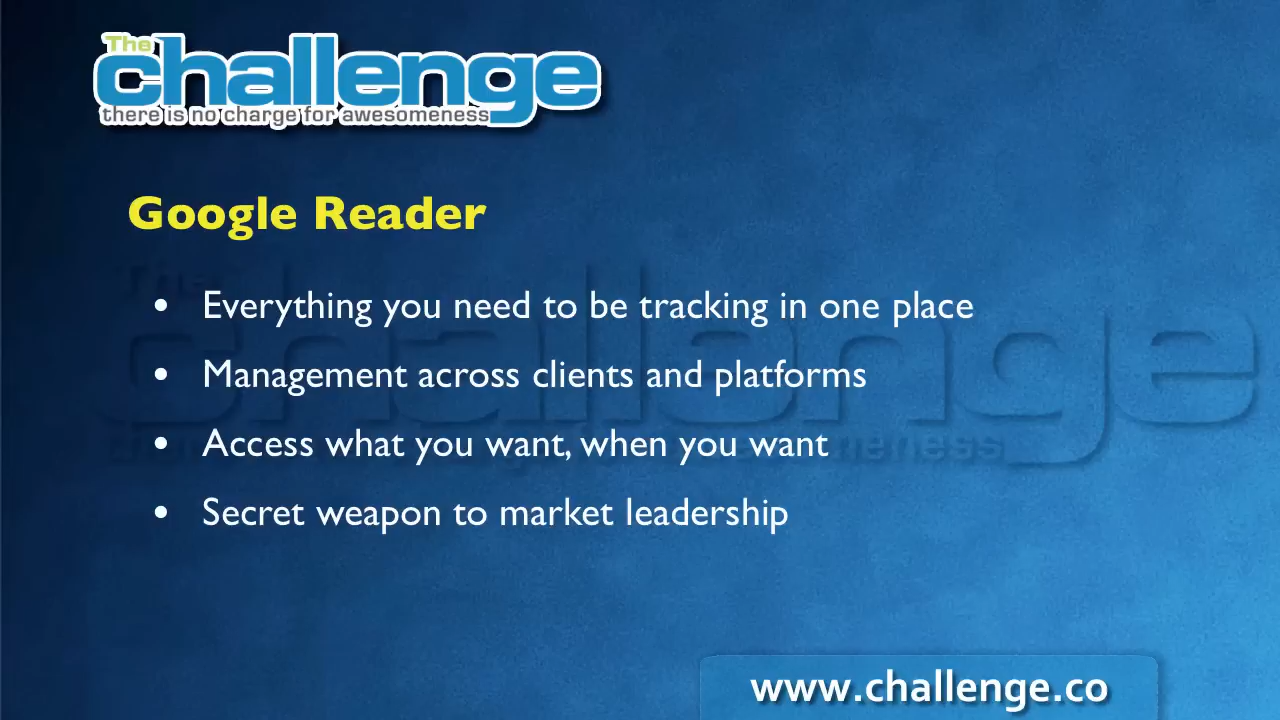 The
challenge
there is no charge for awesomeness
Google Reader
• Everything you need to be tracking in one place
• Management across clients and platforms
• Access what you want, when you want
• Secret weapon to market leadership
www.challenge.co